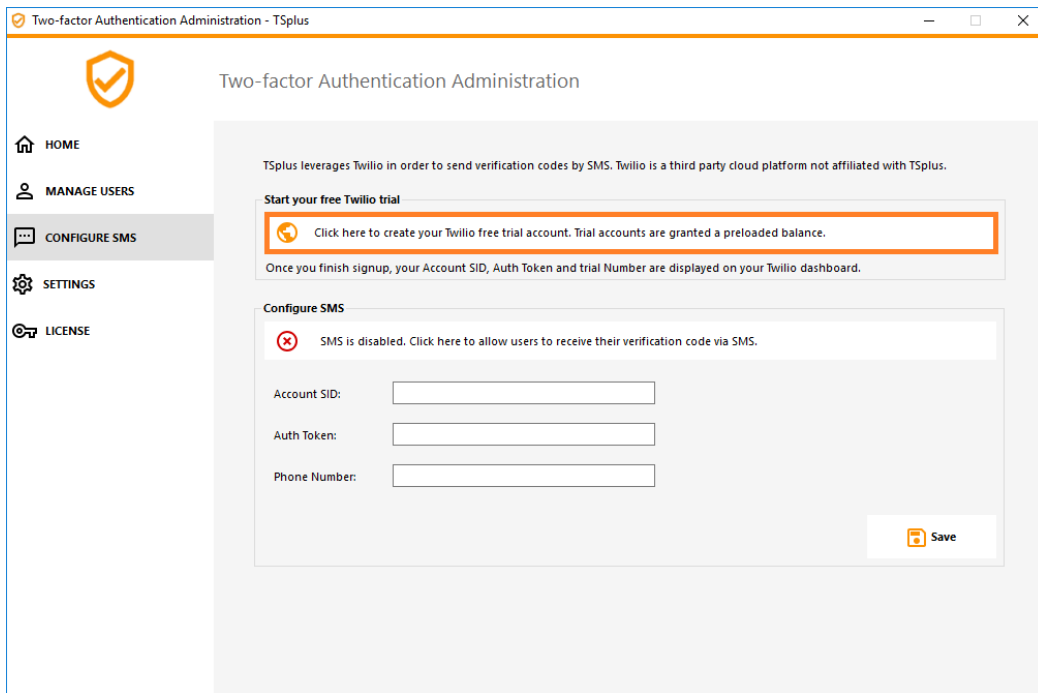 Two-factor Authentication Administration - TSplus
Two-factor Authentication Administration
HOME
MANAGE USERS
CONFIGURE SMS
SETTINGS
LICENSE
TSplus leverages Twilio in order to send verification codes by SMS. Twilio is a third party cloud platform not affiliated with TSplus.
Start your free Twilio trial
Click here to create your Twilio free trial account. Trial accounts are granted a preloaded balance.
Once you finish signup, your Account SID, Auth Token and trial Number are displayed on your Twilio dashboard.
Configure SMS
SMS is disabled. Click here to allow users to receive their verification code via SMS.
Account SID:
Auth Token:
Phone Number:
Save